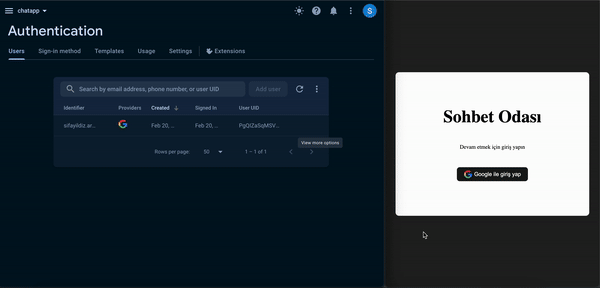 chatapp
S
Authentication
Users Sign-in method Templates Usage Settings Extensions
Search by email address, phone number, or user UID
Add user
Identifier Providers Created Signed In User UID
sifayildiz.ar... Feb 20, ... Feb 20, ...
View more options
Rows per page: 50 1 – 1 of 1
Sohbet Odası
Devam etmek için giriş yapın
Google ile giriş yap